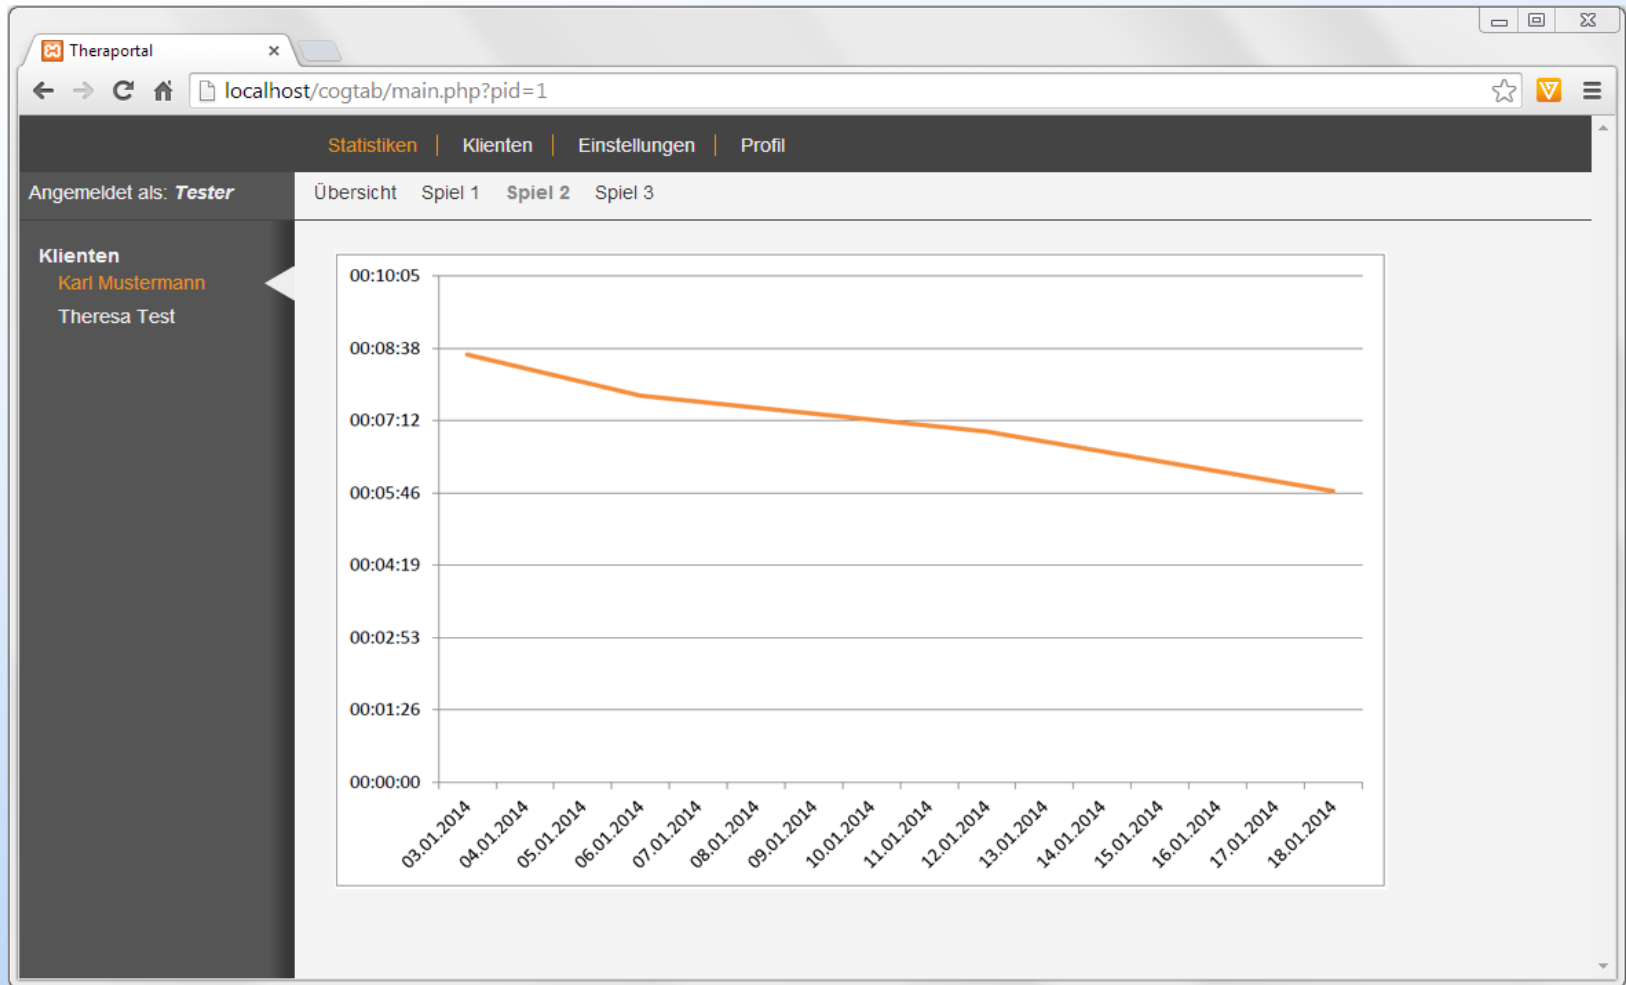 Theraportal
localhost/cogtab/main.php?pid=1
Statistiken Klienten Einstellungen Profil
Angemeldet als: Tester
Übersicht Spiel 1 Spiel 2 Spiel 3
Klienten
Karl Mustermann
Theresa Test
00:10:05
00:08:38
00:07:12
00:05:46
00:04:19
00:02:53
00:01:26
00:00:00
03.01.2014 04.01.2014 05.01.2014 06.01.2014 07.01.2014 08.01.2014 09.01.2014 10.01.2014 11.01.2014 12.01.2014 13.01.2014 14.01.2014 15.01.2014 16.01.2014 17.01.2014 18.01.2014